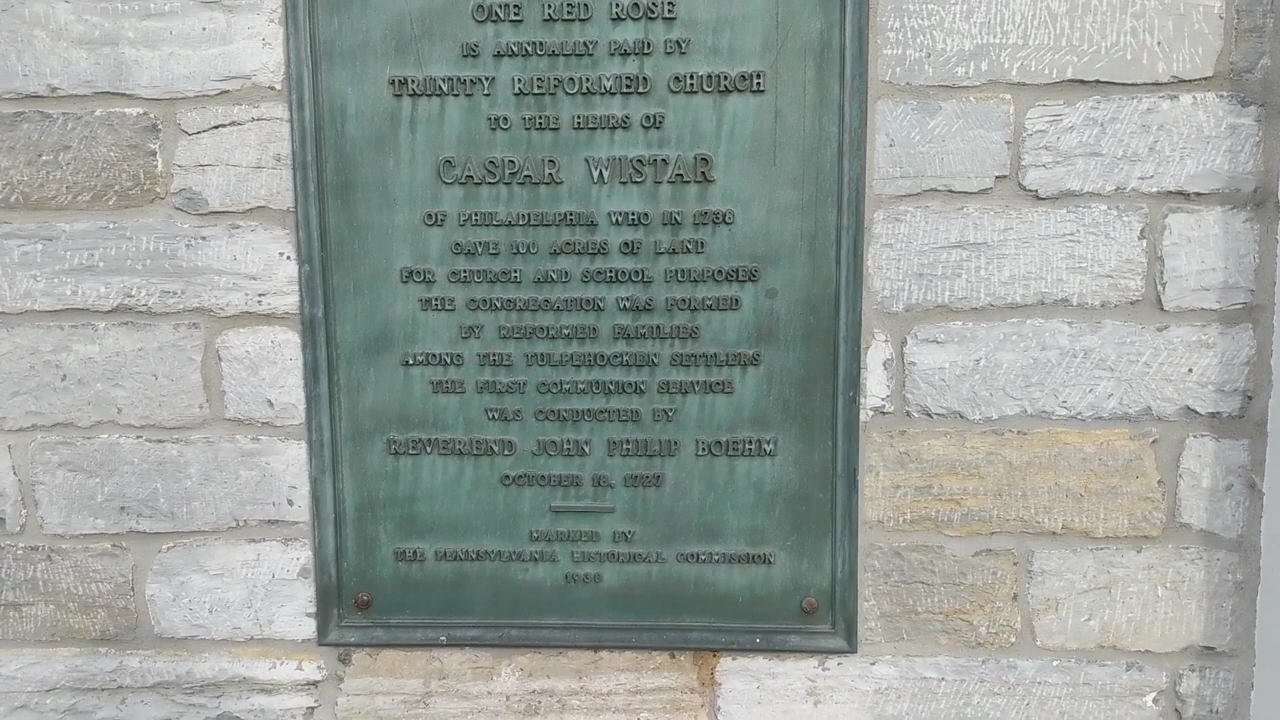 ONE RED ROSE
IS ANNUALLY PAID BY
TRINITY REFORMED CHURCH
TO THE HEIRS OF
CASPAR WISTAR
OF PHILADELPHIA WHO IN 1738
GAVE 100 ACRES OF LAND
FOR CHURCH AND SCHOOL PURPOSES
THE CONGREGATION WAS FORMED
BY REFORMED FAMILIES
AMONG THE TULPEHOCKEN SETTLERS
THE FIRST COMMUNION SERVICE
WAS CONDUCTED BY
REVEREND JOHN PHILIP BOEHM
OCTOBER 18, 1727
MARKED BY
THE PENNSYLVANIA HISTORICAL COMMISSION
1930